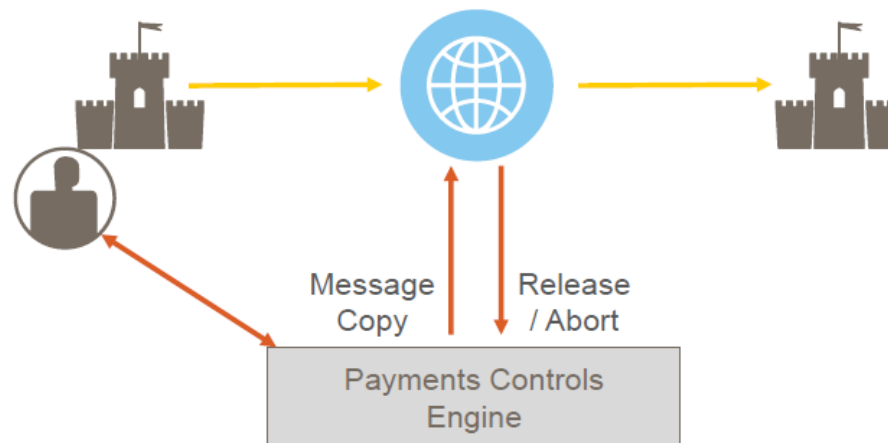 Message
Copy
Release
/ Abort
Payments Controls
Engine